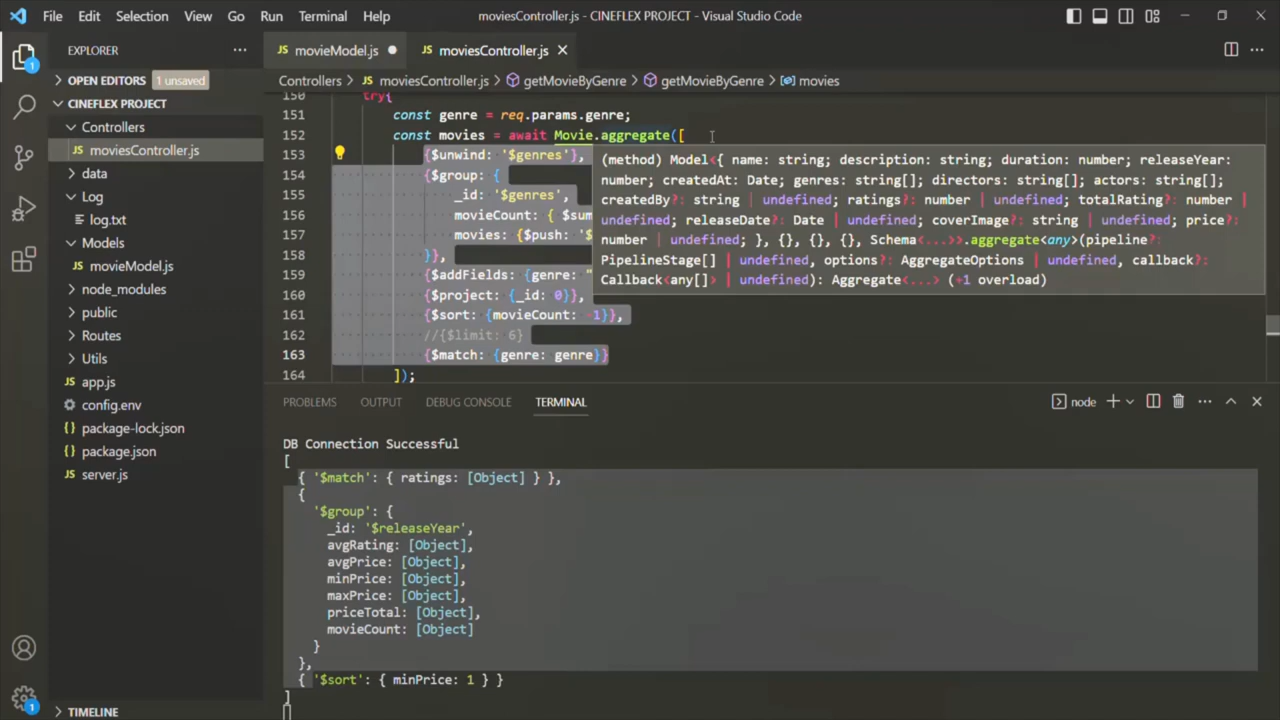 File Edit Selection View Go Run Terminal Help
moviesController.js - CINEFLEX PROJECT - Visual Studio Code
EXPLORER
OPEN EDITORS 1 unsaved
CINEFLEX PROJECT
Controllers
JS moviesController.js
data
Log
log.txt
Models
JS movieModel.js
node_modules
public
Routes
Utils
JS app.js
config.env
{} package-lock.json
{} package.json
JS server.js
TIMELINE
1
1
JS movieModel.js
JS moviesController.js
Controllers > JS moviesController.js > getMovieByGenre > getMovieByGenre > movies
150 try{
151 const genre = req.params.genre;
152 const movies = await Movie.aggregate([
153 {$unwind: '$genres'},
154 {$group: {
155 _id: '$genres',
156 movieCount: { $sum
157 movies: {$push: '$
158 }},
159 {$addFields: {genre: "
160 {$project: {_id: 0}},
161 {$sort: {movieCount: -1}},
162 //{$limit: 6}
163 {$match: {genre: genre}}
164 ]);
(method) Model<{ name: string; description: string; duration: number; releaseYear:
number; createdAt: Date; genres: string[]; directors: string[]; actors: string[];
createdBy?: string | undefined; ratings?: number | undefined; totalRating?: number |
undefined; releaseDate?: Date | undefined; coverImage?: string | undefined; price?:
number | undefined; }, {}, {}, {}, Schema<...>>.aggregate<any>(pipeline?:
PipelineStage[] | undefined, options?: AggregateOptions | undefined, callback?:
Callback<any[]> | undefined): Aggregate<...> (+1 overload)
PROBLEMS OUTPUT DEBUG CONSOLE TERMINAL
node
DB Connection Successful
[
{ '$match': { ratings: [Object] } },
{
'$group': {
_id: '$releaseYear',
avgRating: [Object],
avgPrice: [Object],
minPrice: [Object],
maxPrice: [Object],
priceTotal: [Object],
movieCount: [Object]
}
},
{ '$sort': { minPrice: 1 } }
]